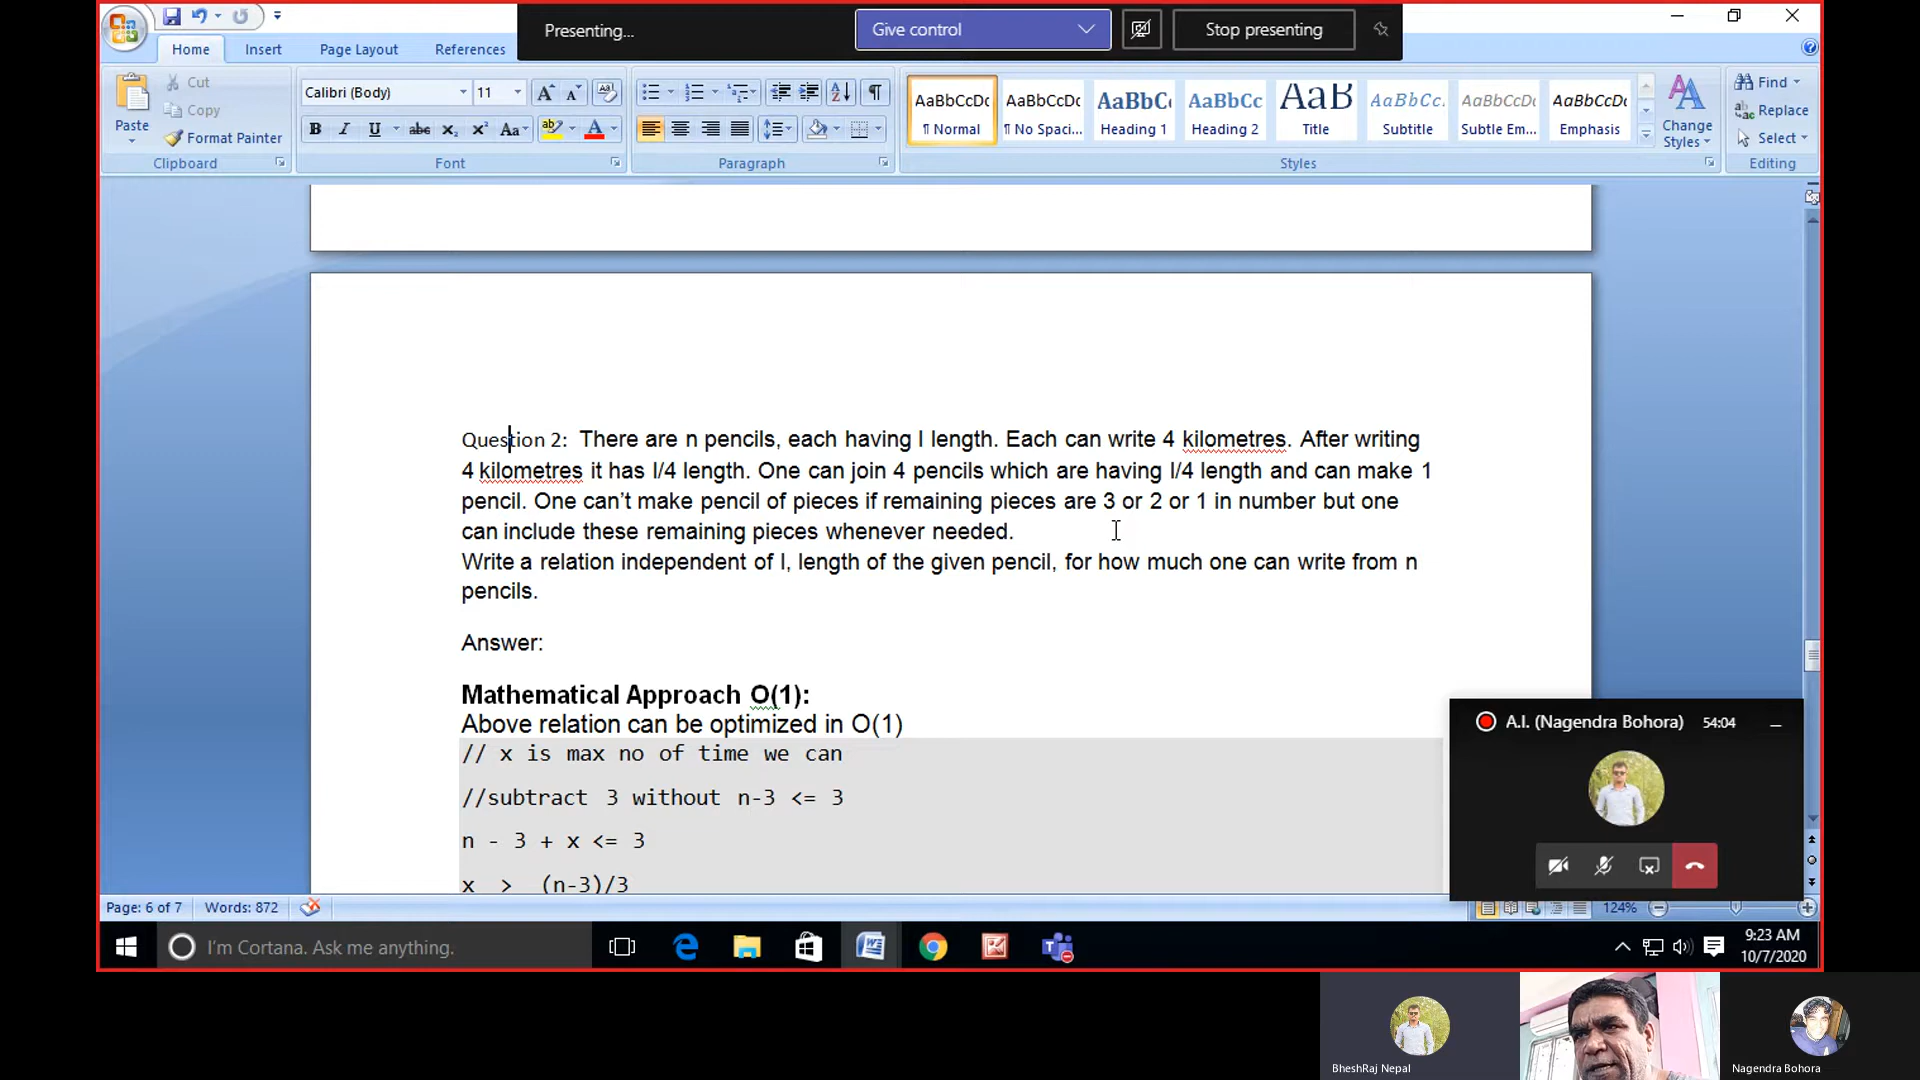 Presenting...
Give control
Stop presenting
Home
Insert
Page Layout
References
Paste
Cut
Copy
Format Painter
Clipboard
Calibri (Body)
11
Font
Paragraph
AaBbCcDc
¶ Normal
AaBbCcDc
¶ No Spaci...
AaBbC
Heading 1
AaBbCc
Heading 2
AaB
Title
AaBbCc.
Subtitle
AaBbCcDc
Subtle Em...
AaBbCcDc
Emphasis
Change
Styles
Styles
Find
Replace
Select
Editing
Question 2: There are n pencils, each having l length. Each can write 4 kilometres. After writing
4 kilometres it has l/4 length. One can join 4 pencils which are having l/4 length and can make 1
pencil. One can’t make pencil of pieces if remaining pieces are 3 or 2 or 1 in number but one
can include these remaining pieces whenever needed.
Write a relation independent of l, length of the given pencil, for how much one can write from n
pencils.
Answer:
Mathematical Approach O(1):
Above relation can be optimized in O(1)
// x is max no of time we can
//subtract 3 without n-3 <= 3
n - 3 + x <= 3
x > (n-3)/3
A.I. (Nagendra Bohora) 54:04
Page: 6 of 7
Words: 872
124%
I'm Cortana. Ask me anything.
9:23 AM
10/7/2020
BheshRaj Nepal
Nagendra Bohora